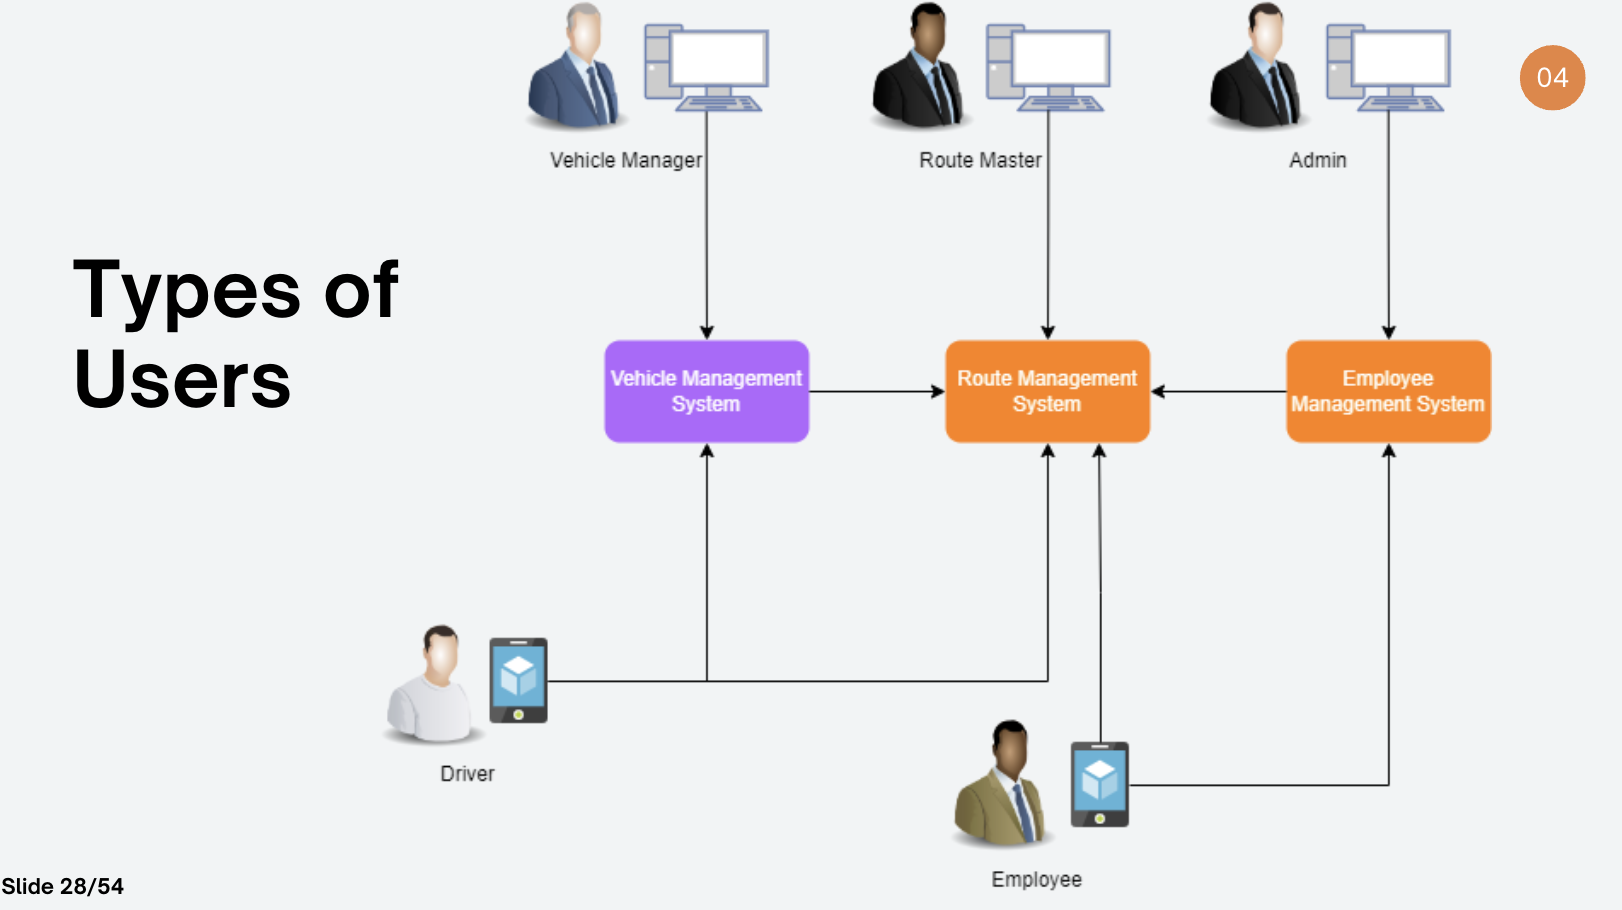 04
Vehicle Manager
Route Master
Admin
Types of
Users
Vehicle Management
System
Route Management
System
Employee
Management System
Driver
Employee
Slide 28/54